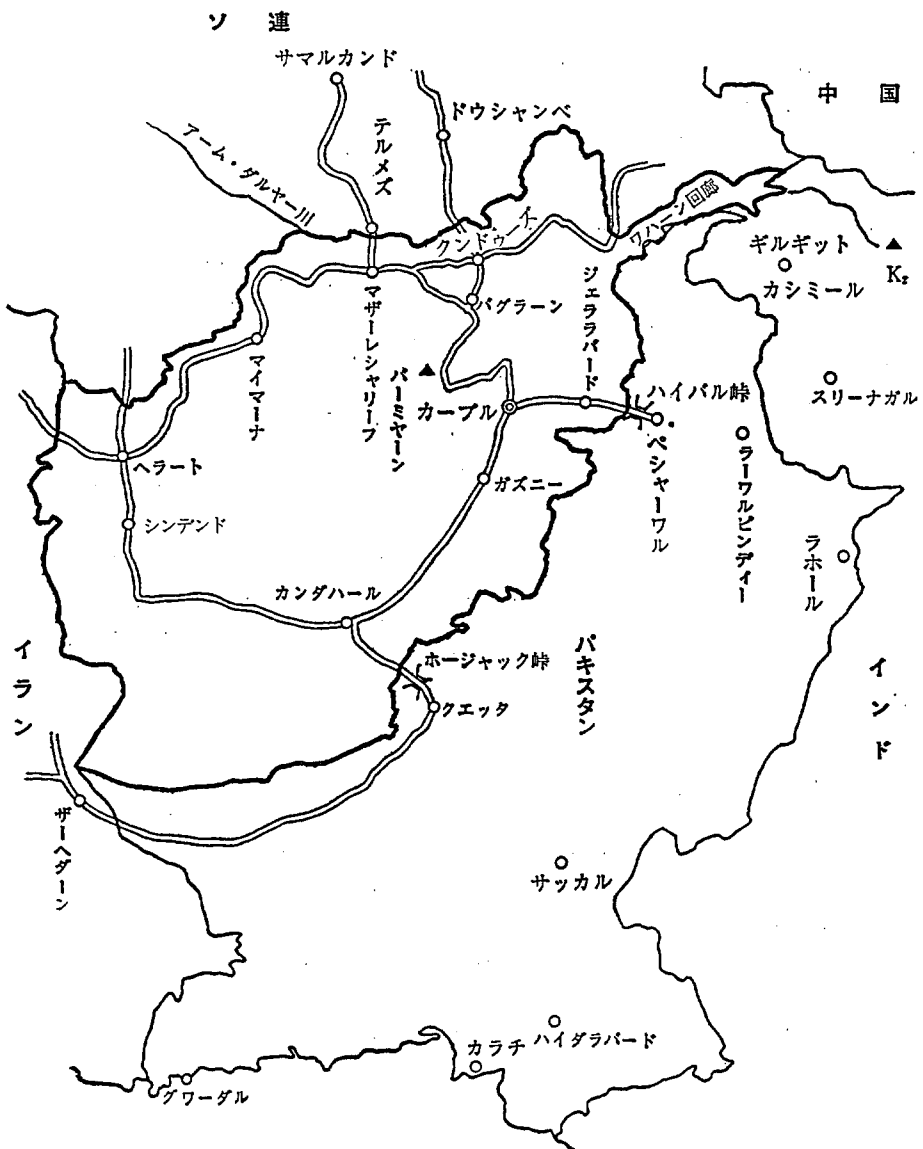 ソ連
サマルカンド
中国
ドウシャンベ
テルメズ
アーム・ダルヤー川
ワハーン回廊
クンドゥーズ
ギルギット
K₂
カシミール
バグラーン
ジェララバード
マザーレシャリーフ
マイマーナ
バーミヤーン
カーブル
ハイバル峠
スリーナガル
ペシャーワル
ラーワルピンディー
ヘラート
ガズニー
シンデンド
ラホール
カンダハール
イラン
パキスタン
ホージャック峠
インド
クエッタ
ザーヘダーン
サッカル
カラチ
ハイダラバード
グワーダル